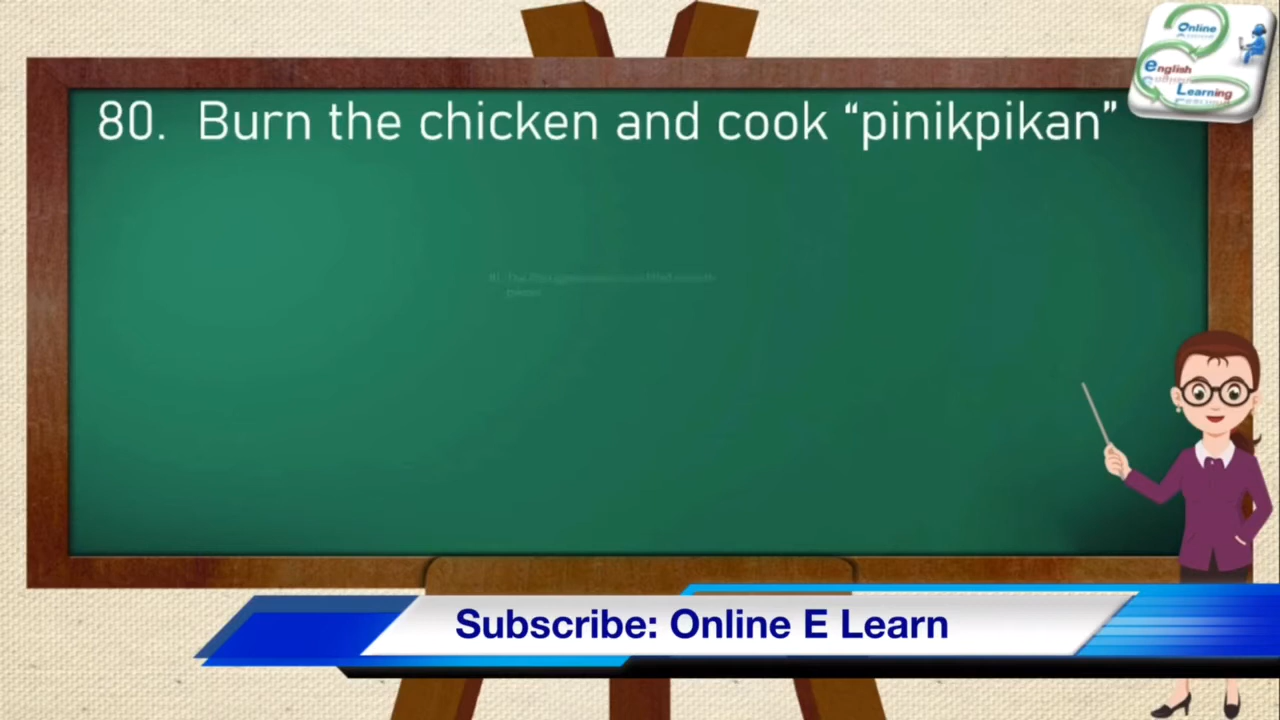 80. Burn the chicken and cook “pinikpikan”
Online
English
Learning
Subscribe: Online E Learn